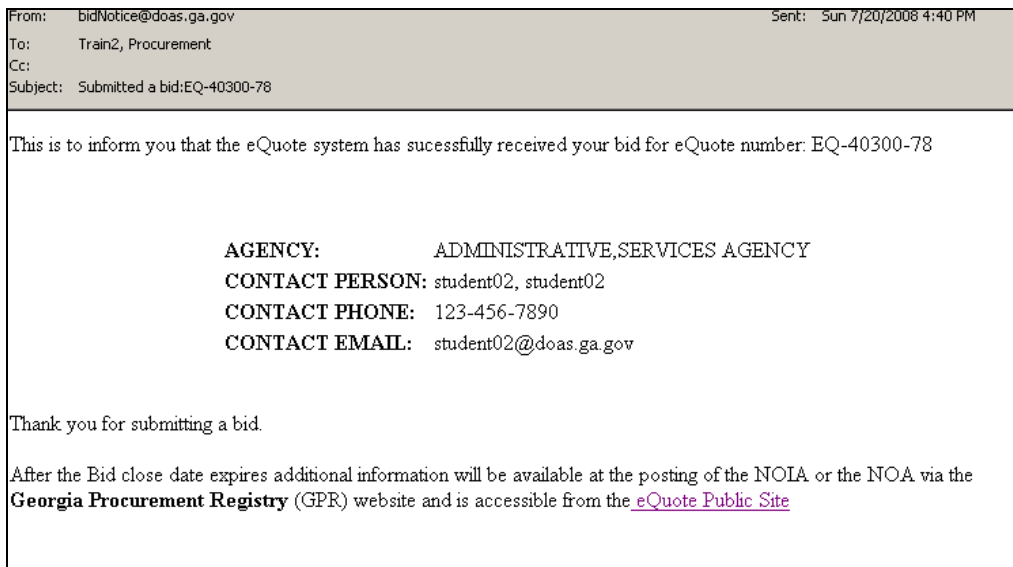 From: bidNotice@doas.ga.gov Sent: Sun 7/20/2008 4:40 PM
To: Train2, Procurement
Cc:
Subject: Submitted a bid:EQ-40300-78
This is to inform you that the eQuote system has sucessfully received your bid for eQuote number: EQ-40300-78
AGENCY: ADMINISTRATIVE,SERVICES AGENCY
CONTACT PERSON: student02, student02
CONTACT PHONE: 123-456-7890
CONTACT EMAIL: student02@doas.ga.gov
Thank you for submitting a bid.
After the Bid close date expires additional information will be available at the posting of the NOIA or the NOA via the
Georgia Procurement Registry (GPR) website and is accessible from the eQuote Public Site